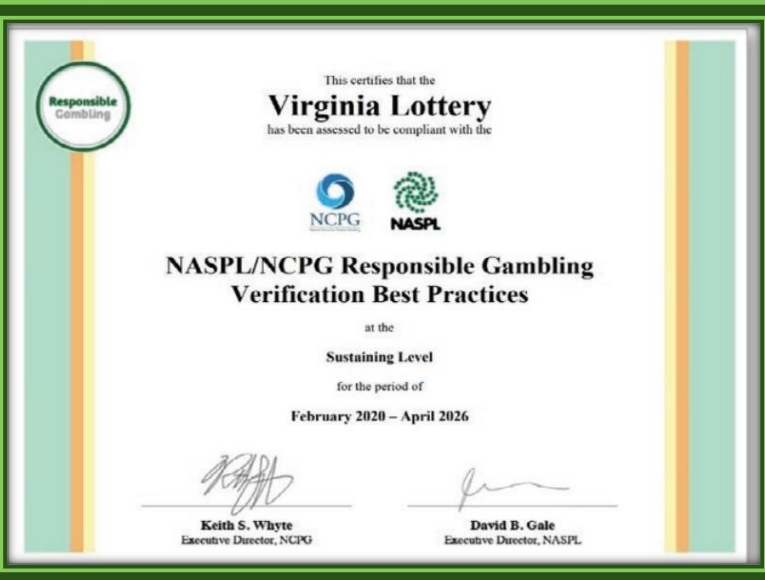 Responsible
Gambling
This certifies that the
Virginia Lottery
has been assessed to be compliant with the
NCPG
NASPL
NASPL/NCPG Responsible Gambling
Verification Best Practices
at the
Sustaining Level
for the period of
February 2020 – April 2026
Keith S. Whyte
David B. Gale
Executive Director, NCPG
Executive Director, NASPL